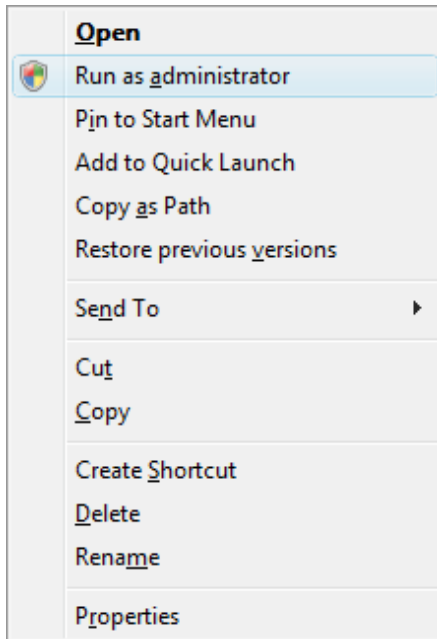 Open
Run as administrator
Pin to Start Menu
Add to Quick Launch
Copy as Path
Restore previous versions
Send To
Cut
Copy
Create Shortcut
Delete
Rename
Properties